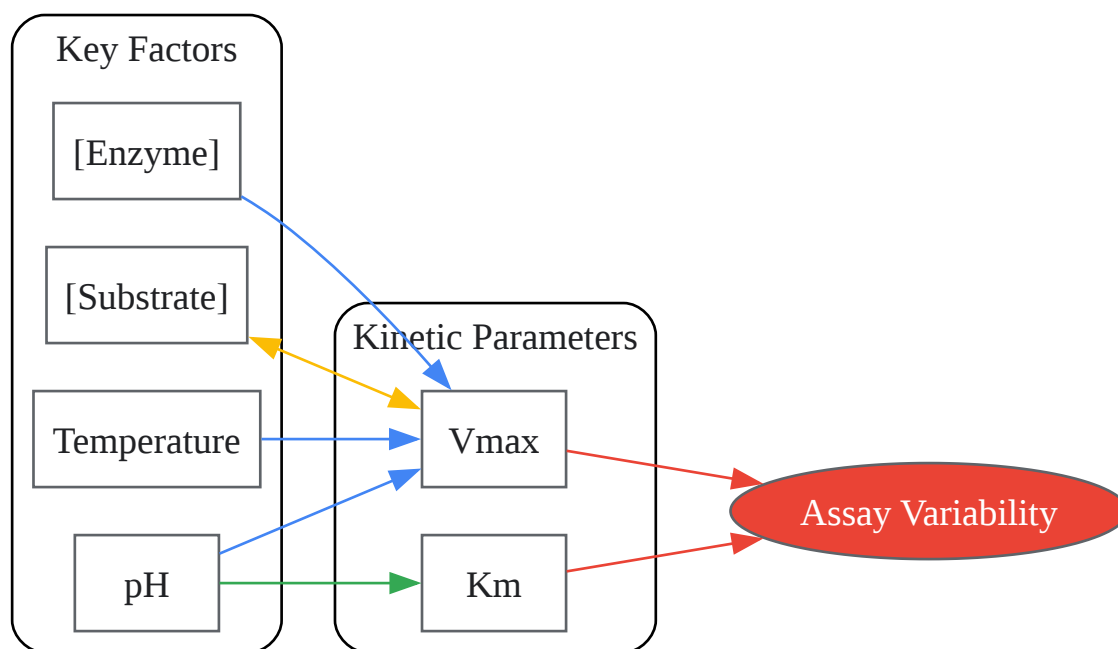 Key Factors
[Enzyme]
[Substrate]
Temperature
pH
Kinetic Parameters
Vmax
Km
Assay Variability